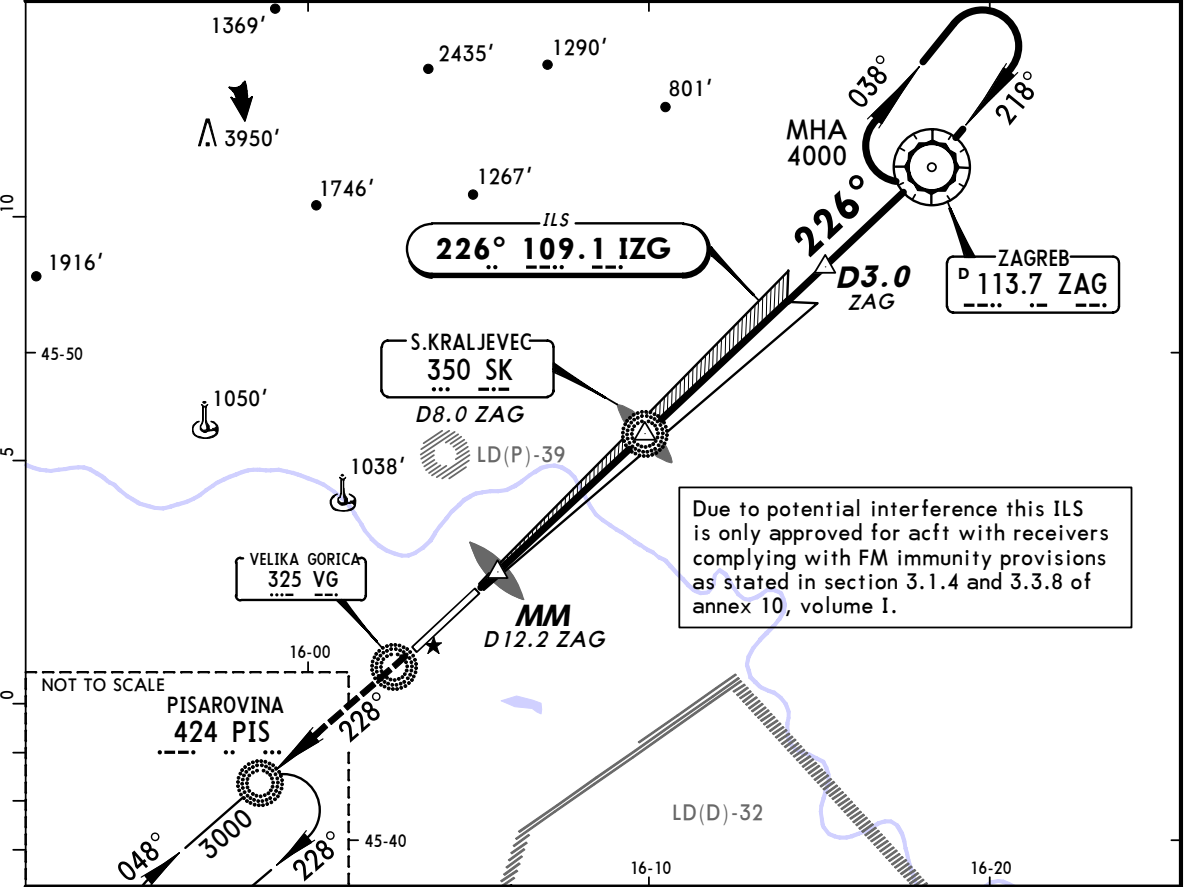 1369'
2435'
1290'
801'
3950'
038°
218°
MHA
4000
1746'
1267'
10
226°
ILS
226° 109.1 IZG
1916'
D3.0
ZAG
ZAGREB
D 113.7 ZAG
45-50
S.KRALJEVEC
350 SK
D8.0 ZAG
1050'
LD(P)-39
5
1038'
Due to potential interference this ILS
is only approved for acft with receivers
complying with FM immunity provisions
as stated in section 3.1.4 and 3.3.8 of
annex 10, volume I.
VELIKA GORICA
325 VG
MM
D12.2 ZAG
16-00
0
NOT TO SCALE
PISAROVINA
424 PIS
228°
LD(D)-32
048°
3000
228°
45-40
16-10
16-20